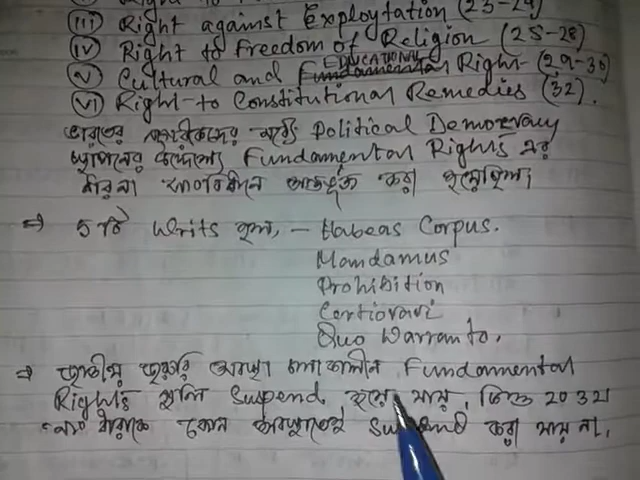 (iii) Right against Exploytation (23-24)
(iv) Right to Freedom of Religion (25-28)
(v) Cultural and EDUCATIONAL Right - (29-30)
(vi) Right to Constitutional Remedies (32).
ভারতের নাগরিকদের মধ্যে Political Democracy
স্থাপনের উদ্দেশ্যে Fundamental Rights এর
ধারনা সংবিধানে অন্তর্ভূক্ত করা হয়েছিল।
⇒ 5 টি Writs হল, - Habeas Corpus.
Mandamus
Prohibition
Certiorari
Quo Warranto.
⇒ জাতীয় জরুরি অবস্থা চলাকালীন Fundamental
Rights গুলি Suspend হয়ে যায়, কিন্তু 20 ও 21
নং ধারাকে কোন অবস্থাতেই Suspend করা যায় না।